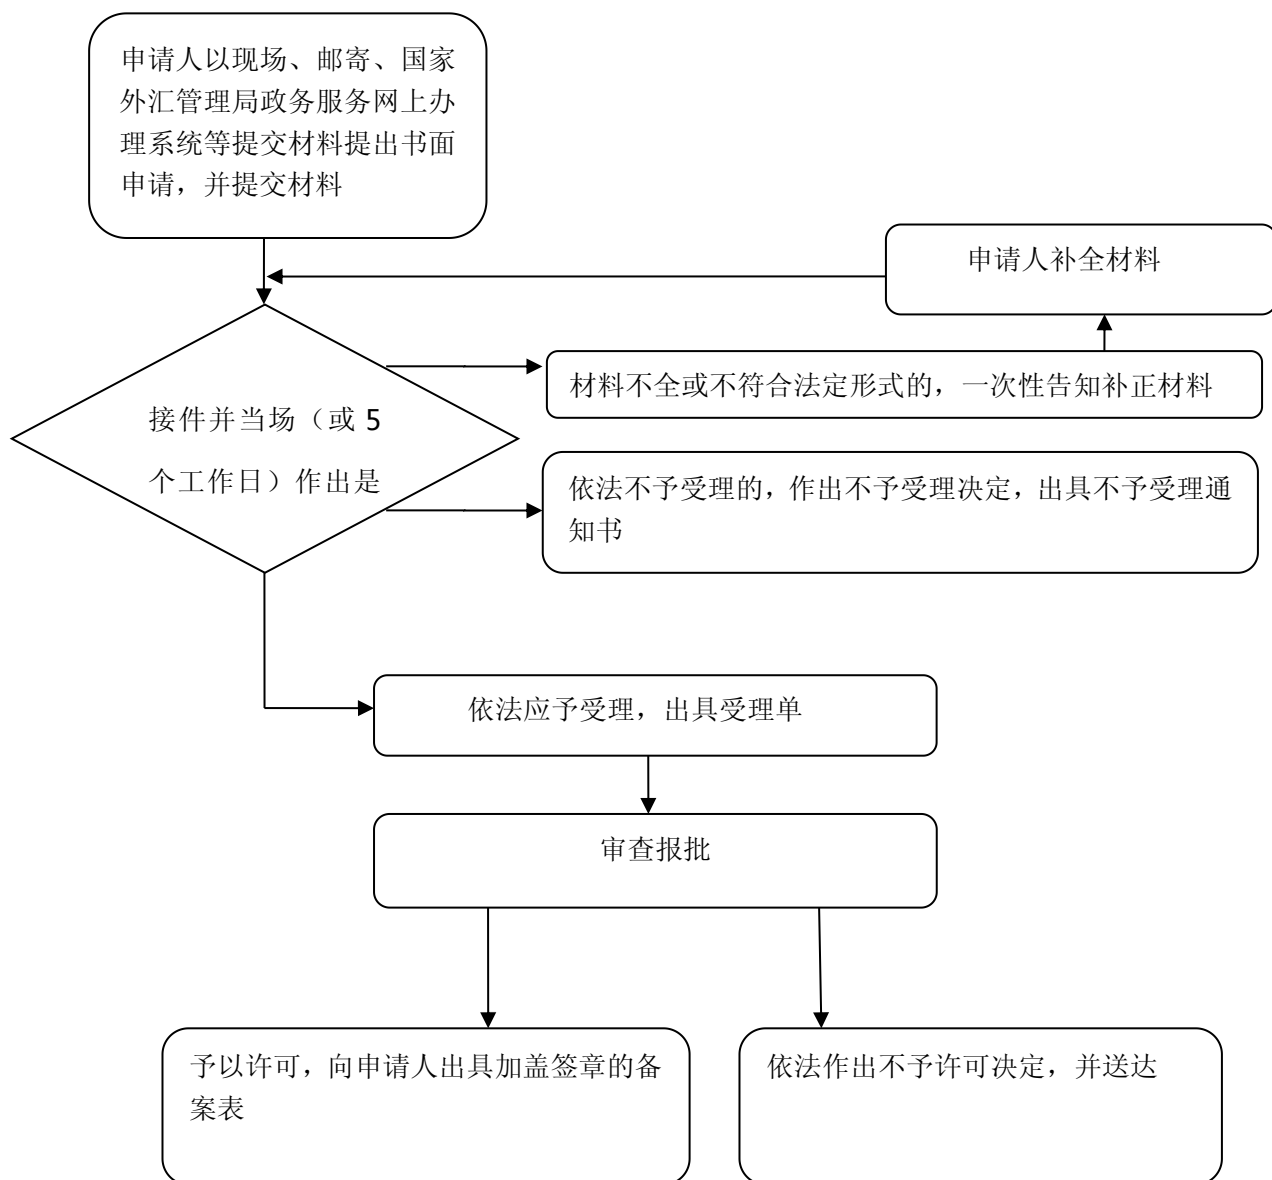 申请人以现场、邮寄、国家
外汇管理局政务服务网上办
理系统等提交材料提出书面
申请，并提交材料
申请人补全材料
材料不全或不符合法定形式的，一次性告知补正材料
接件并当场（或 5
个工作日）作出是
依法不予受理的，作出不予受理决定，出具不予受理通
知书
依法应予受理，出具受理单
审查报批
予以许可，向申请人出具加盖签章的备
案表
依法作出不予许可决定，并送达